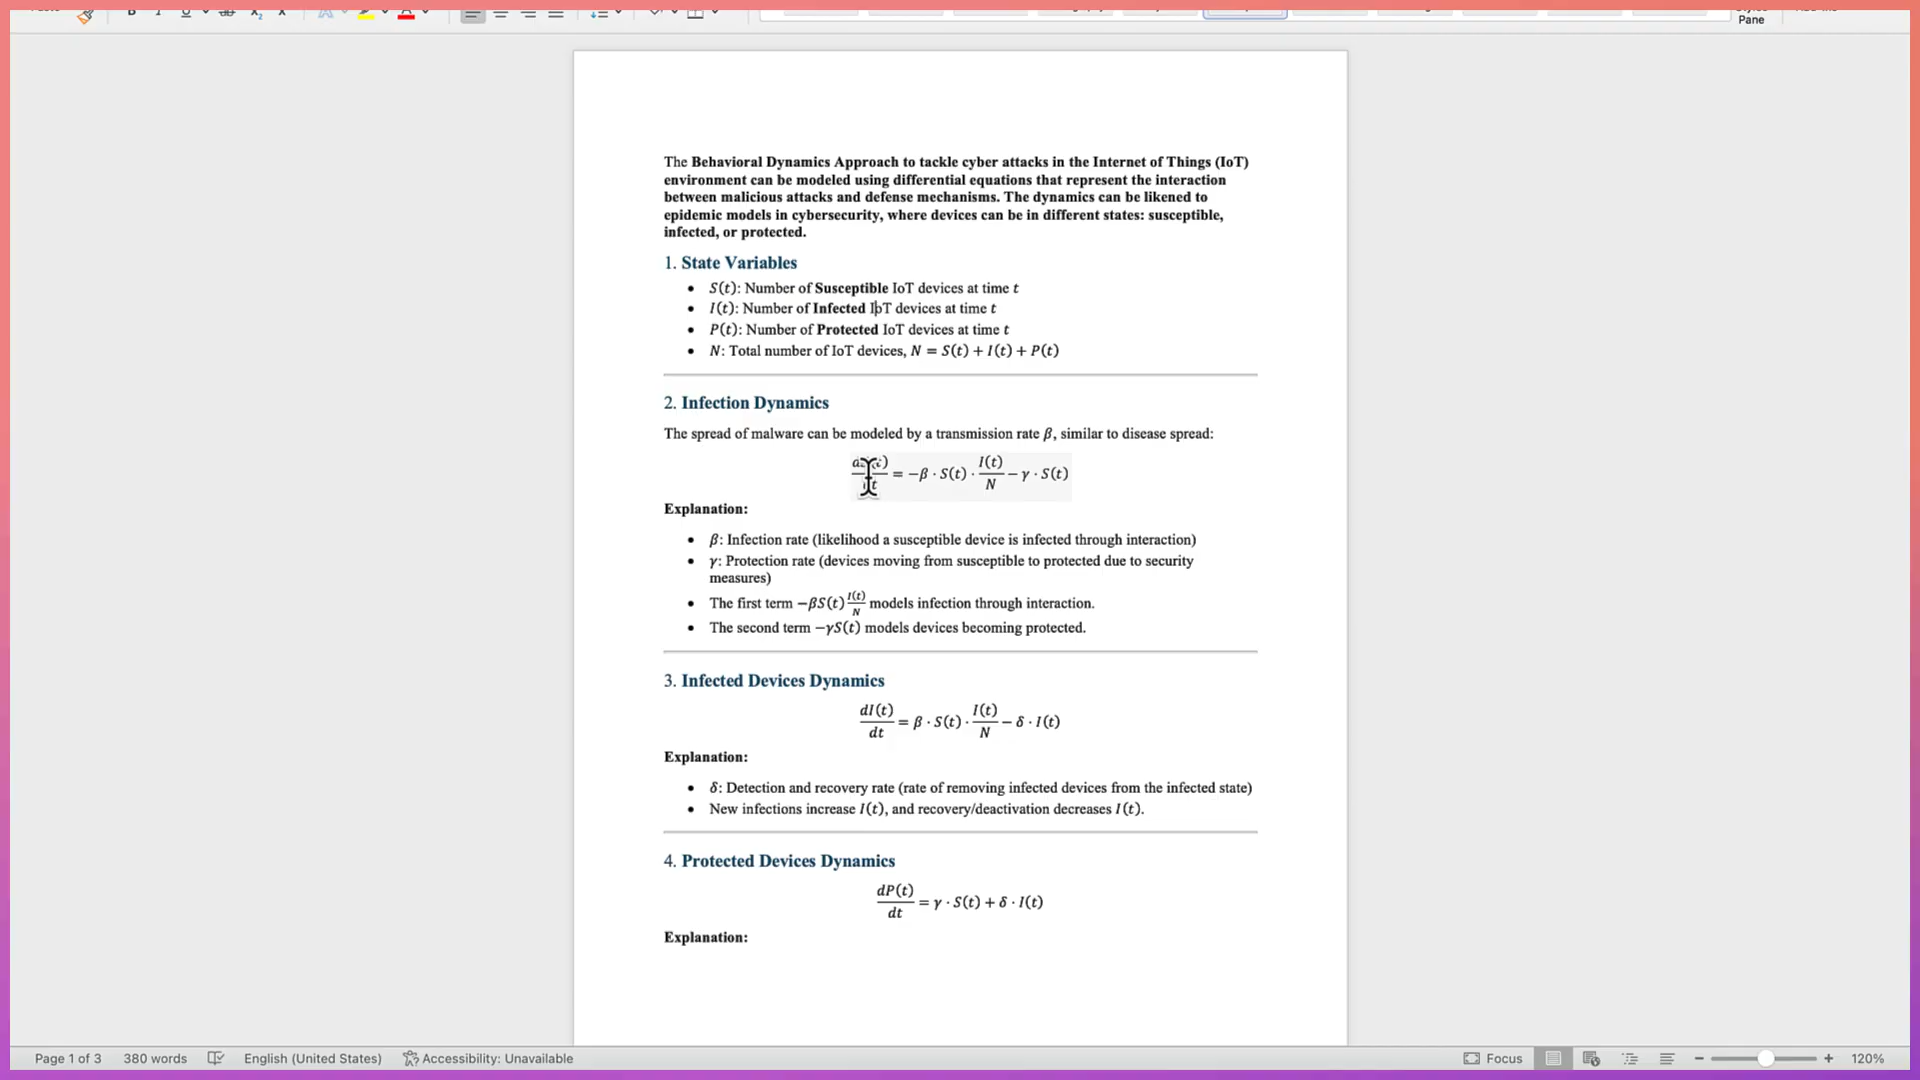 Pane
The Behavioral Dynamics Approach to tackle cyber attacks in the Internet of Things (IoT)
environment can be modeled using differential equations that represent the interaction
between malicious attacks and defense mechanisms. The dynamics can be likened to
epidemic models in cybersecurity, where devices can be in different states: susceptible,
infected, or protected.
1. State Variables
• S(t): Number of Susceptible IoT devices at time t
• I(t): Number of Infected IoT devices at time t
• P(t): Number of Protected IoT devices at time t
• N: Total number of IoT devices, N = S(t) + I(t) + P(t)
2. Infection Dynamics
The spread of malware can be modeled by a transmission rate β, similar to disease spread:
= −β · S(t) · I(t)/N − γ · S(t)
Explanation:
• β: Infection rate (likelihood a susceptible device is infected through interaction)
• γ: Protection rate (devices moving from susceptible to protected due to security
measures)
• The first term −βS(t) I(t)/N models infection through interaction.
• The second term −γS(t) models devices becoming protected.
3. Infected Devices Dynamics
dI(t)/dt = β · S(t) · I(t)/N − δ · I(t)
Explanation:
• δ: Detection and recovery rate (rate of removing infected devices from the infected state)
• New infections increase I(t), and recovery/deactivation decreases I(t).
4. Protected Devices Dynamics
dP(t)/dt = γ · S(t) + δ · I(t)
Explanation:
Page 1 of 3 380 words English (United States) Accessibility: Unavailable Focus 120%